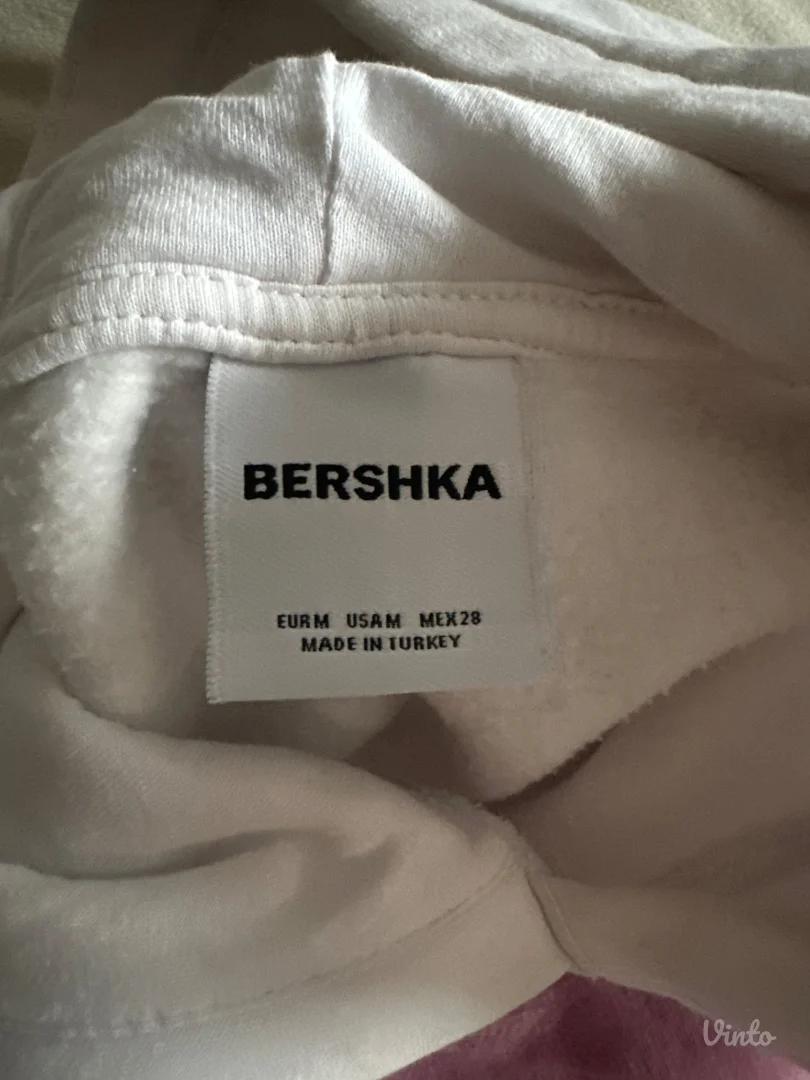 BERSHKA
EUR M USA M MEX 28
MADE IN TURKEY
Vinto